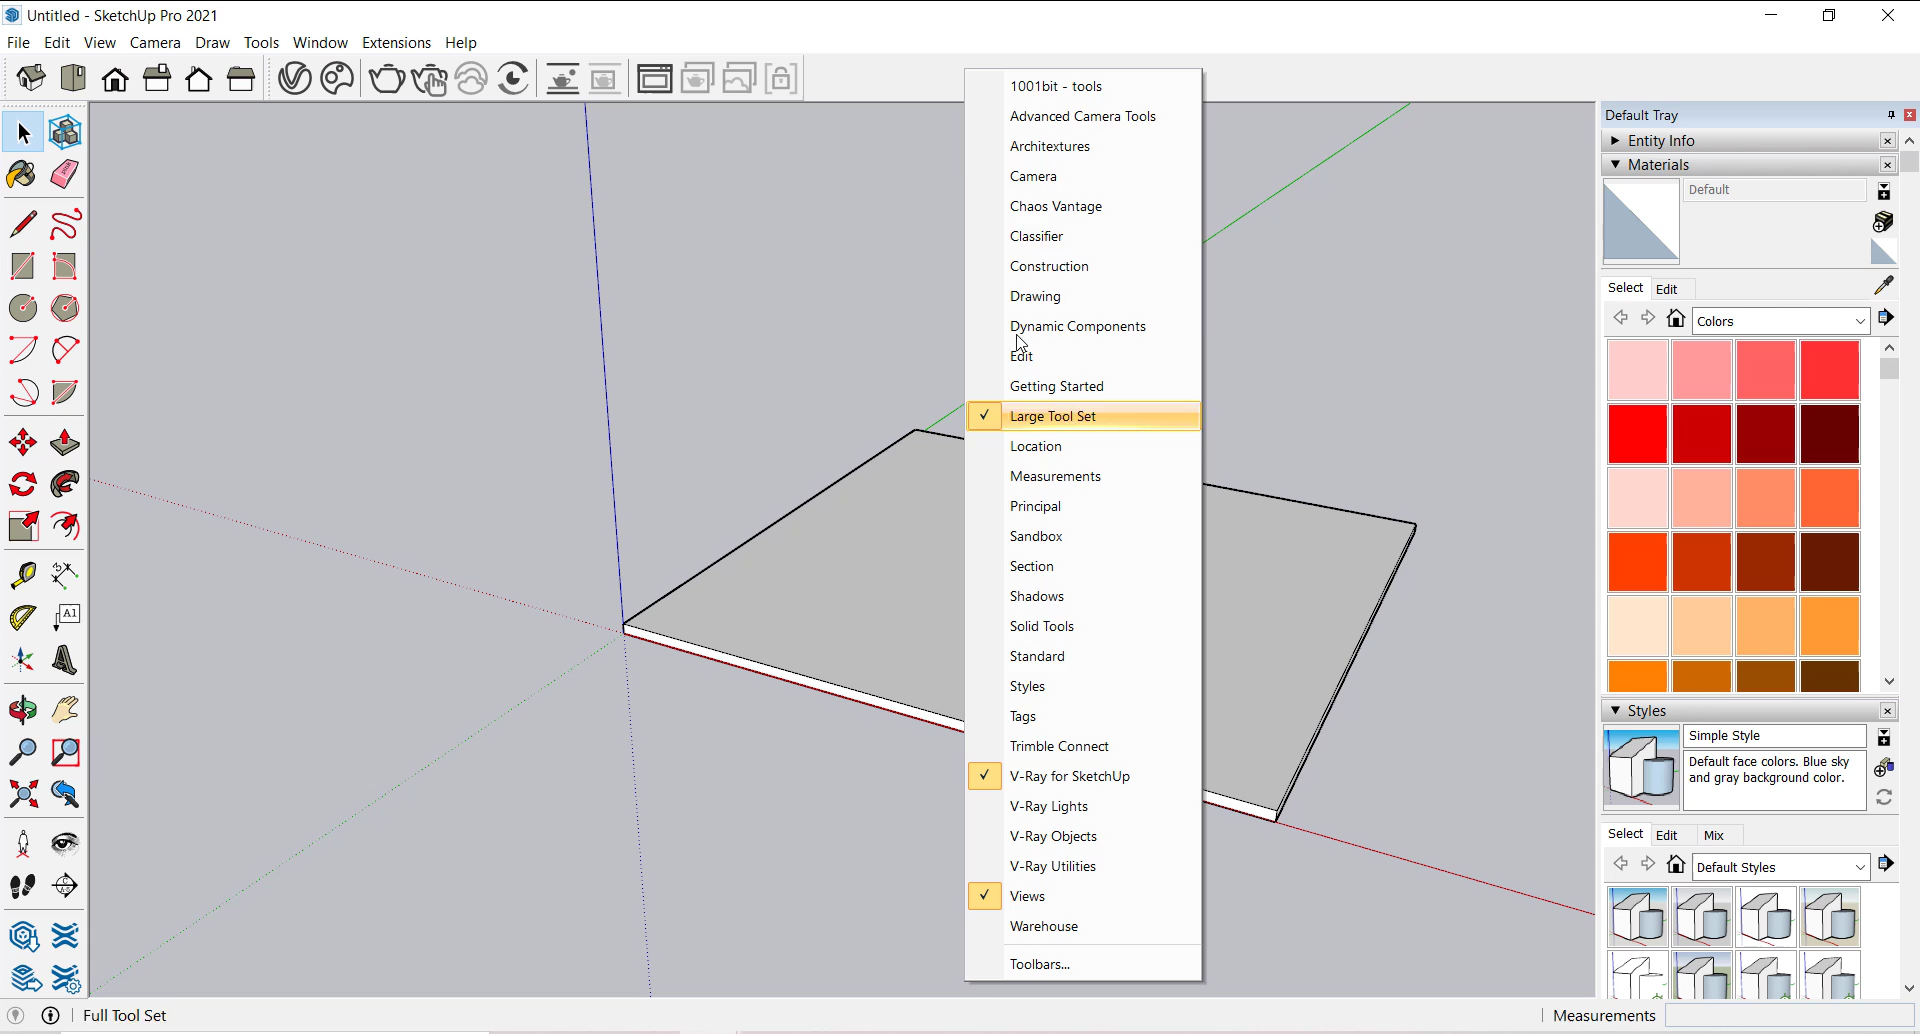 Untitled - SketchUp Pro 2021
File Edit View Camera Draw Tools Window Extensions Help
1001bit - tools
Advanced Camera Tools
Architextures
Camera
Chaos Vantage
Classifier
Construction
Drawing
Dynamic Components
Edit
Getting Started
Large Tool Set
Location
Measurements
Principal
Sandbox
Section
Shadows
Solid Tools
Standard
Styles
Tags
Trimble Connect
V-Ray for SketchUp
V-Ray Lights
V-Ray Objects
V-Ray Utilities
Views
Warehouse
Toolbars...
Default Tray
Entity Info
Materials
Default
Select Edit
Colors
Styles
Simple Style
Default face colors. Blue sky
and gray background color.
Select Edit Mix
Default Styles
A1
Full Tool Set
Measurements